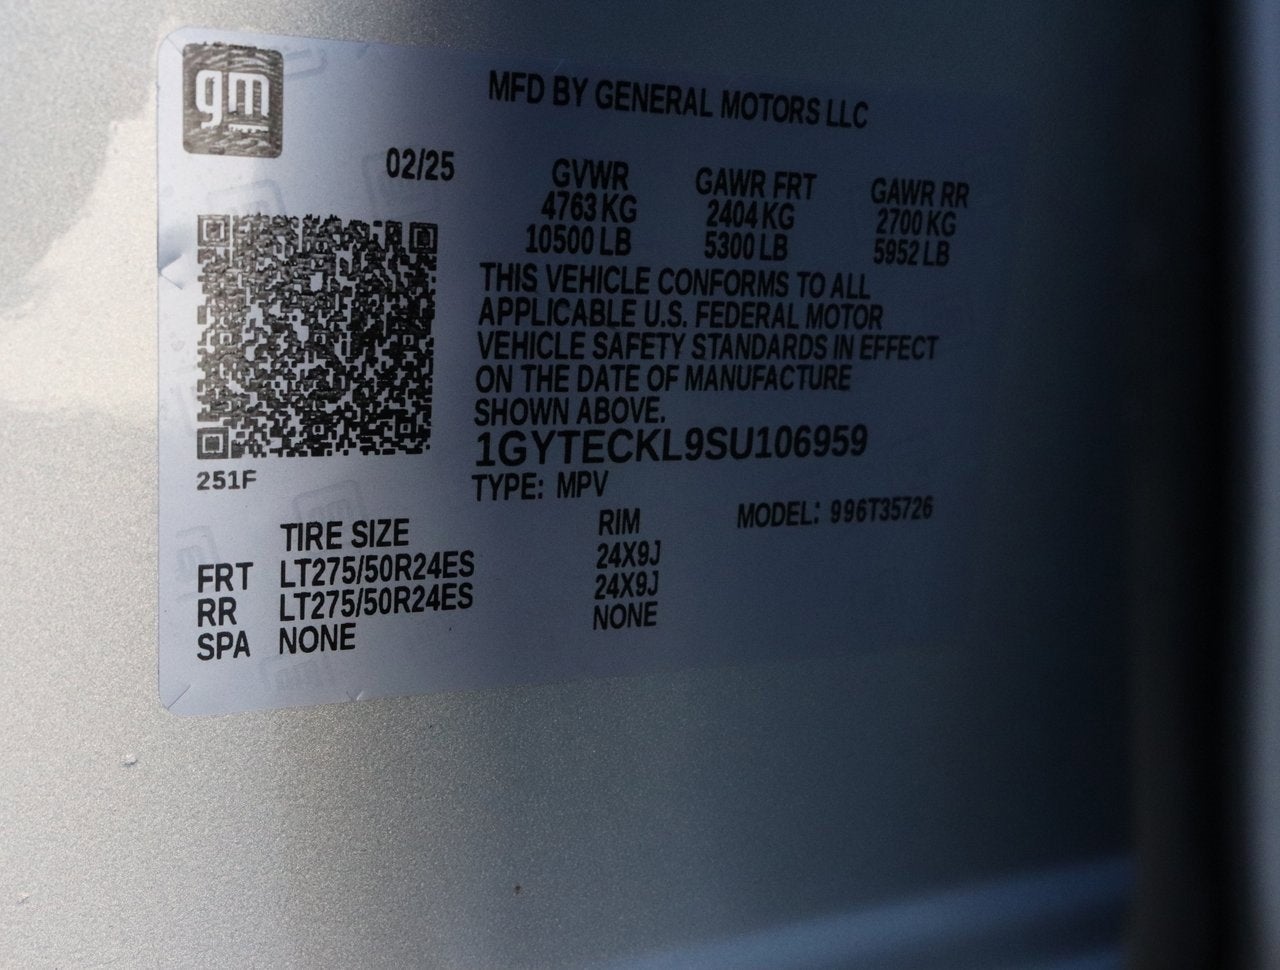 gm
MFD BY GENERAL MOTORS LLC
02/25
GVWR GAWR FRT GAWR RR
4763 KG 2404 KG 2700 KG
10500 LB 5300 LB 5952 LB
THIS VEHICLE CONFORMS TO ALL
APPLICABLE U.S. FEDERAL MOTOR
VEHICLE SAFETY STANDARDS IN EFFECT
ON THE DATE OF MANUFACTURE
SHOWN ABOVE.
1GYTECKL9SU106959
251F
TYPE: MPV
MODEL: 996T35726
TIRE SIZE RIM
FRT LT275/50R24ES 24X9J
RR LT275/50R24ES 24X9J
SPA NONE NONE